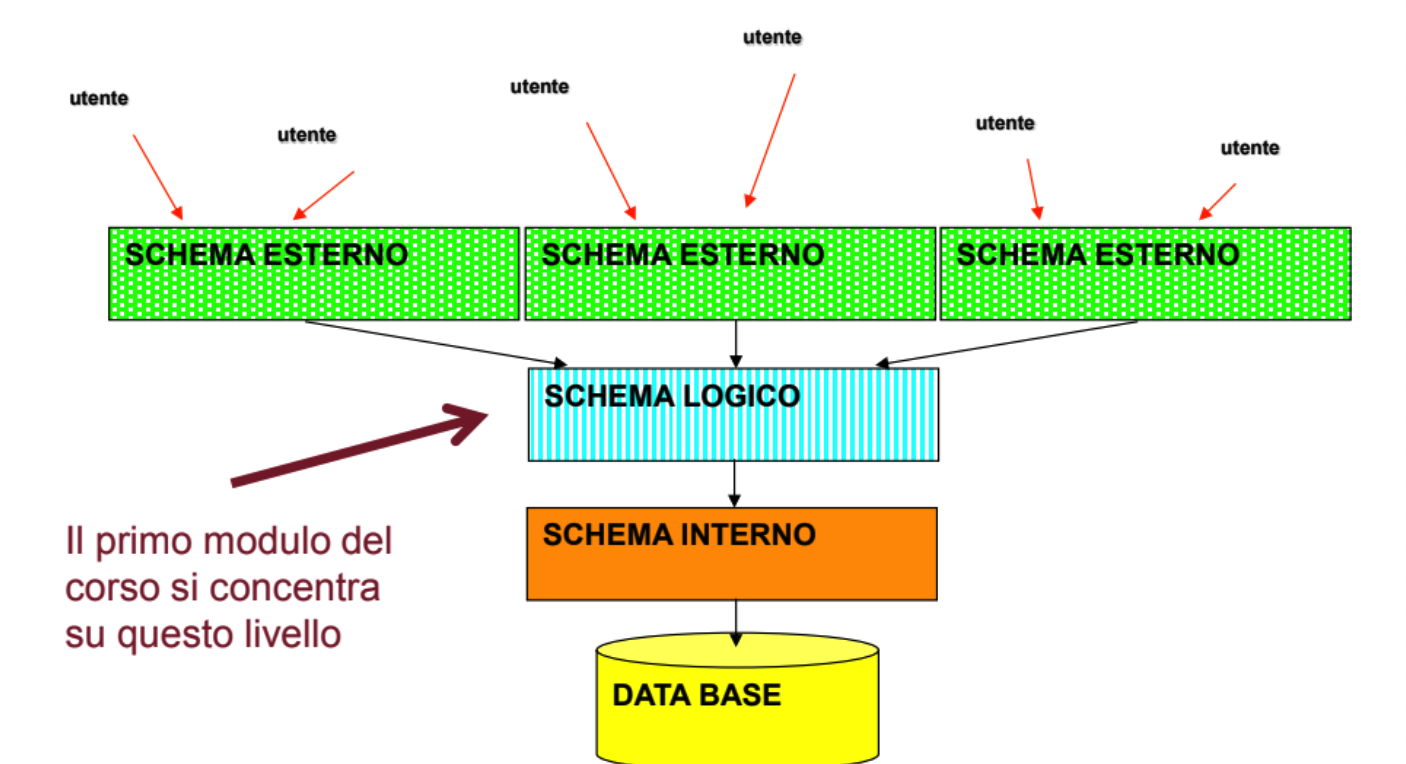 utente
utente
utente
utente
utente
utente
SCHEMA ESTERNO
SCHEMA ESTERNO
SCHEMA ESTERNO
SCHEMA LOGICO
SCHEMA INTERNO
Il primo modulo del
corso si concentra
su questo livello
DATA BASE